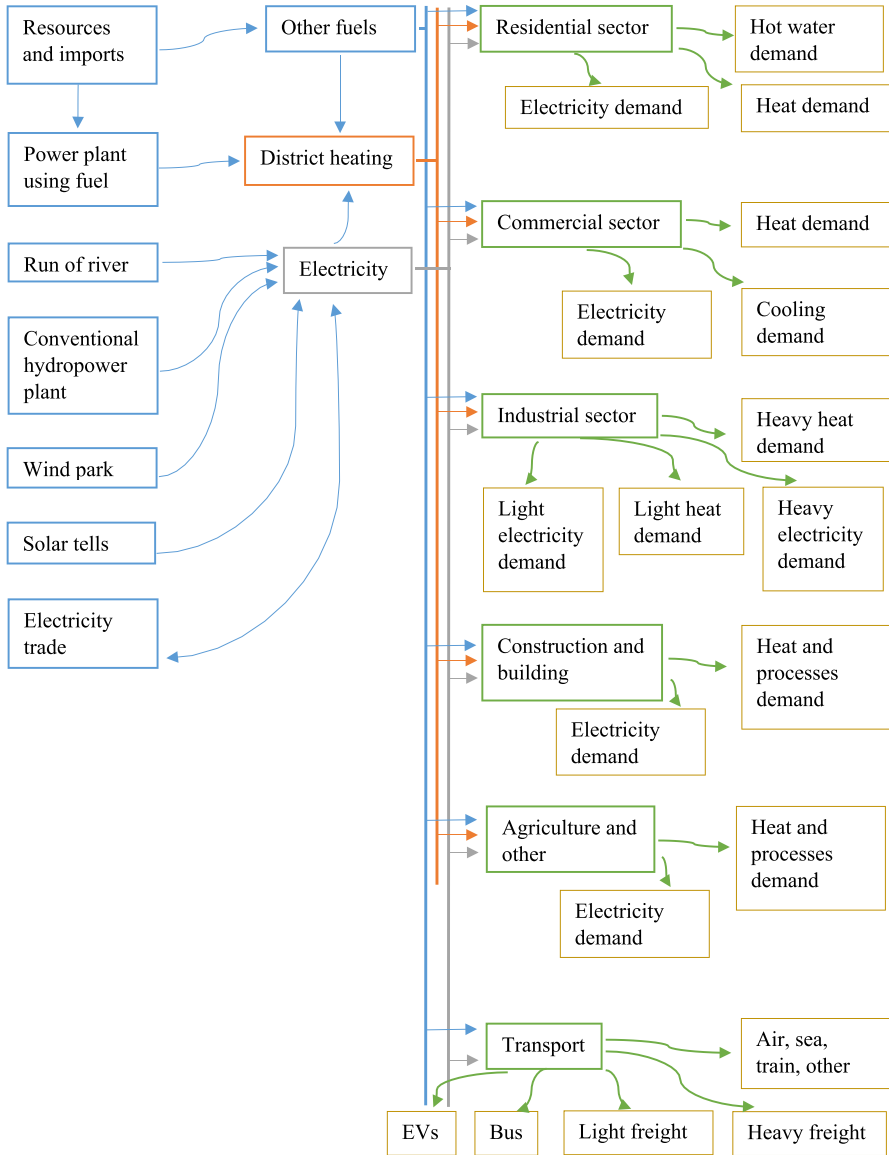 Resources
and imports
Other fuels
Residential sector
Hot water
demand
Electricity demand
Heat demand
Power plant
using fuel
District heating
Run of river
Electricity
Commercial sector
Heat demand
Electricity
demand
Cooling
demand
Conventional
hydropower
plant
Industrial sector
Heavy heat
demand
Wind park
Light
electricity
demand
Light heat
demand
Heavy
electricity
demand
Solar tells
Electricity
trade
Construction and
building
Heat and
processes
demand
Electricity
demand
Agriculture and
other
Heat and
processes
demand
Electricity
demand
Transport
Air, sea,
train, other
EVs
Bus
Light freight
Heavy freight